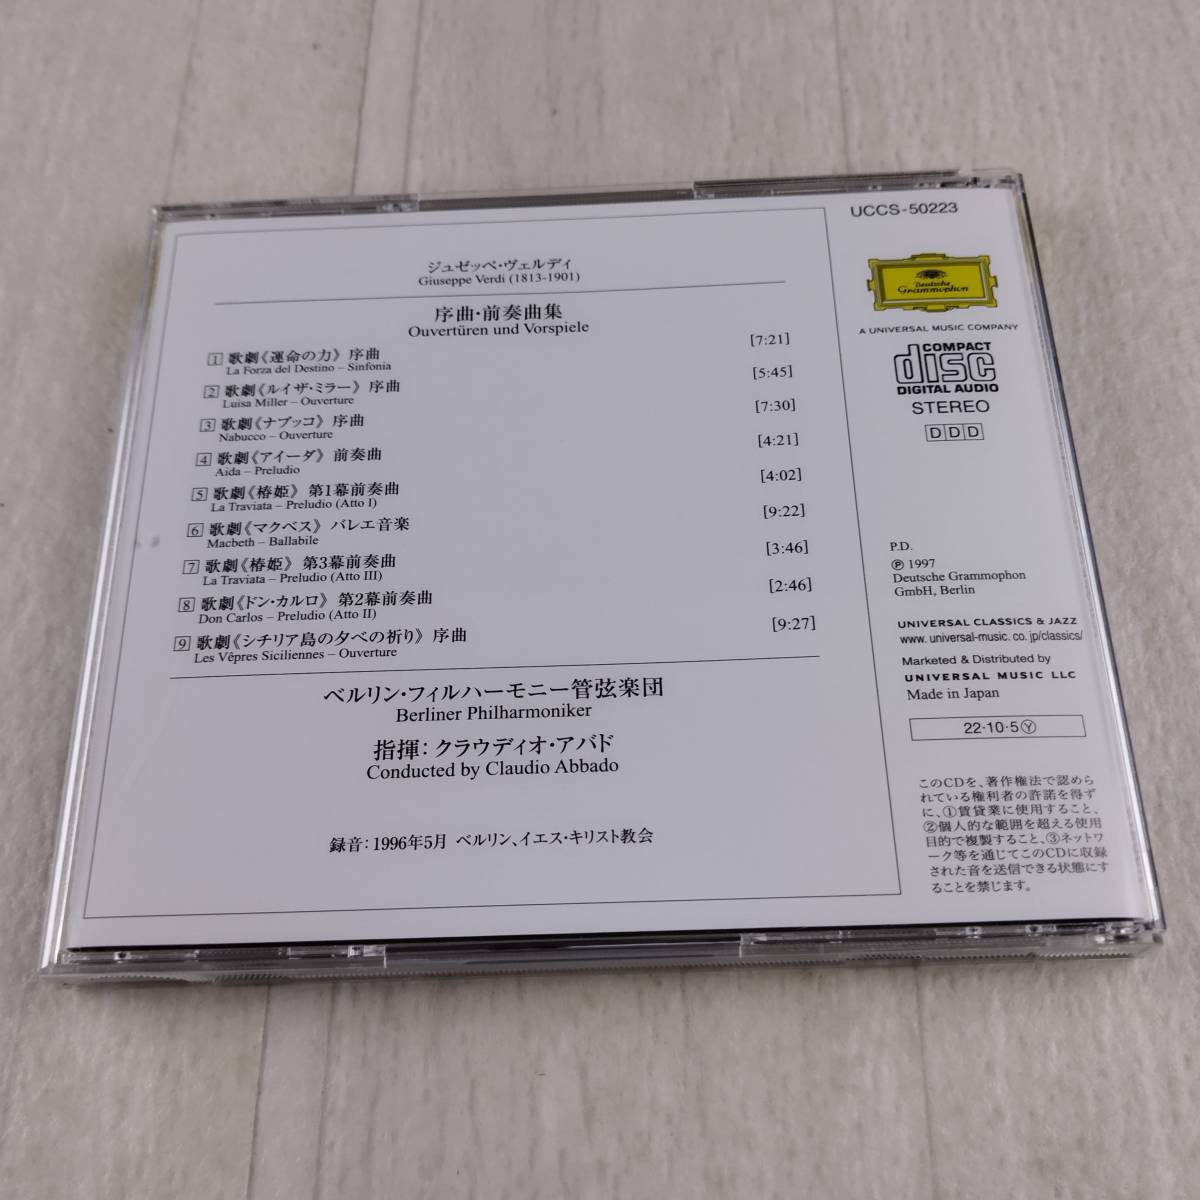 ジュゼッペ・ヴェルディ
Giuseppe Verdi (1813-1901)
序曲・前奏曲集
Ouvertüren und Vorspiele
1 歌劇《運命の力》 序曲 [7:21]
La Forza del Destino – Sinfonia
2 歌劇《ルイザ・ミラー》 序曲 [5:45]
Luisa Miller – Ouverture
3 歌劇《ナブッコ》 序曲 [7:30]
Nabucco – Ouverture
4 歌劇《アイーダ》 前奏曲 [4:21]
Aida – Preludio
5 歌劇《椿姫》 第1幕前奏曲 [4:02]
La Traviata – Preludio (Atto I)
6 歌劇《マクベス》 バレエ音楽 [9:22]
Macbeth – Ballabile
7 歌劇《椿姫》 第3幕前奏曲 [3:46]
La Traviata – Preludio (Atto III)
8 歌劇《ドン・カルロ》 第2幕前奏曲 [2:46]
Don Carlos – Preludio (Atto II)
9 歌劇《シチリア島の夕べの祈り》 序曲 [9:27]
Les Vêpres Siciliennes – Ouverture
ベルリン・フィルハーモニー管弦楽団
Berliner Philharmoniker
指揮：クラウディオ・アバド
Conducted by Claudio Abbado
録音：1996年5月 ベルリン、イエス・キリスト教会
UCCS-50223
Deutsche
Grammophon
A UNIVERSAL MUSIC COMPANY
COMPACT
disc
DIGITAL AUDIO
STEREO
DDD
P.D.
℗ 1997
Deutsche Grammophon
GmbH, Berlin
UNIVERSAL CLASSICS & JAZZ
www.universal-music.co.jp/classics/
Marketed & Distributed by
UNIVERSAL MUSIC LLC
Made in Japan
22・10・5Ⓨ
このCDを、著作権法で認めら
れている権利者の許諾を得ず
に、①賃貸業に使用すること、
②個人的な範囲を超える使用
目的で複製すること、③ネットワ
ーク等を通じてこのCDに収録
された音を送信できる状態にす
ることを禁じます。